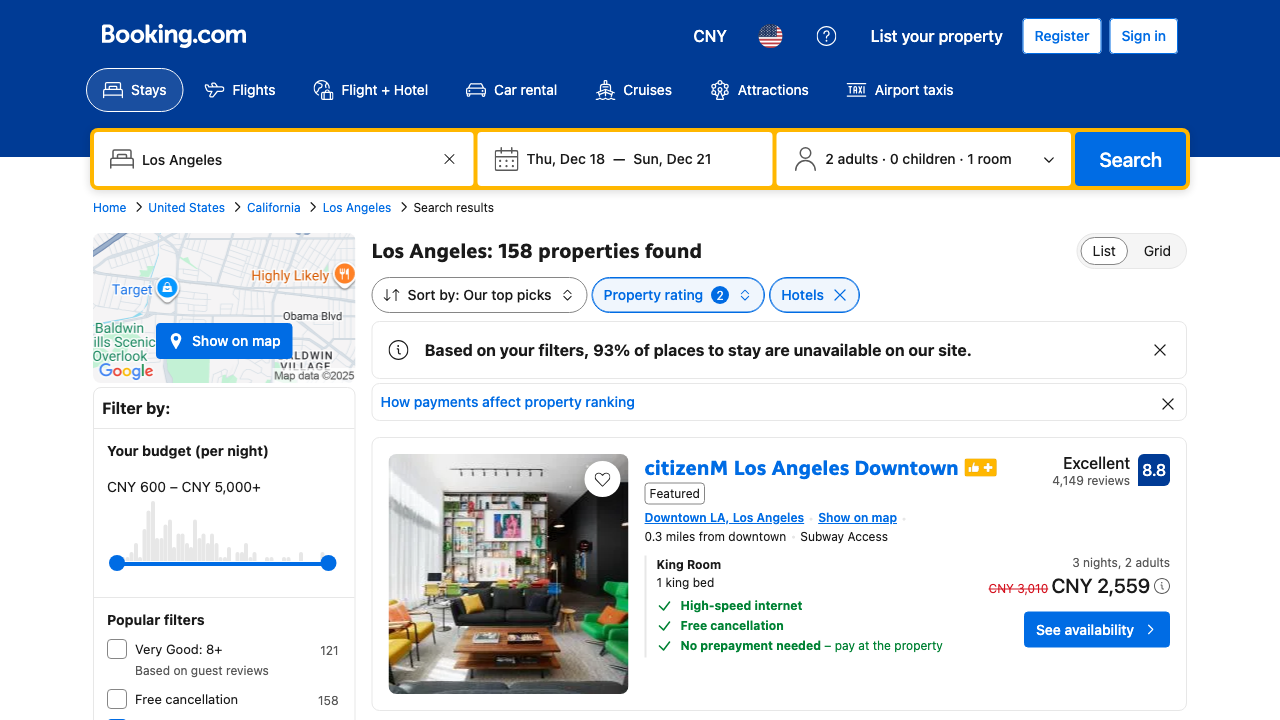 Booking.com
CNY
List your property
Register
Sign in
Stays
Flights
Flight + Hotel
Car rental
Cruises
Attractions
TAXI
Airport taxis
Los Angeles
Thu, Dec 18 — Sun, Dec 21
2 adults · 0 children · 1 room
Search
Home
United States
California
Los Angeles
Search results
Target
Highly Likely
Obama Blvd
Baldwin
ills Scenic
Overlook
ALDWIN
VILLAGE
Show on map
Google
Map data ©2025
Los Angeles: 158 properties found
List
Grid
Sort by: Our top picks
Property rating 2
Hotels
Based on your filters, 93% of places to stay are unavailable on our site.
How payments affect property ranking
Filter by:
Your budget (per night)
CNY 600 – CNY 5,000+
Popular filters
Very Good: 8+
121
Based on guest reviews
Free cancellation
158
citizenM Los Angeles Downtown
Featured
Downtown LA, Los Angeles
Show on map
0.3 miles from downtown · Subway Access
Excellent
4,149 reviews
8.8
King Room
1 king bed
High-speed internet
Free cancellation
No prepayment needed – pay at the property
3 nights, 2 adults
CNY 3,010 CNY 2,559
See availability